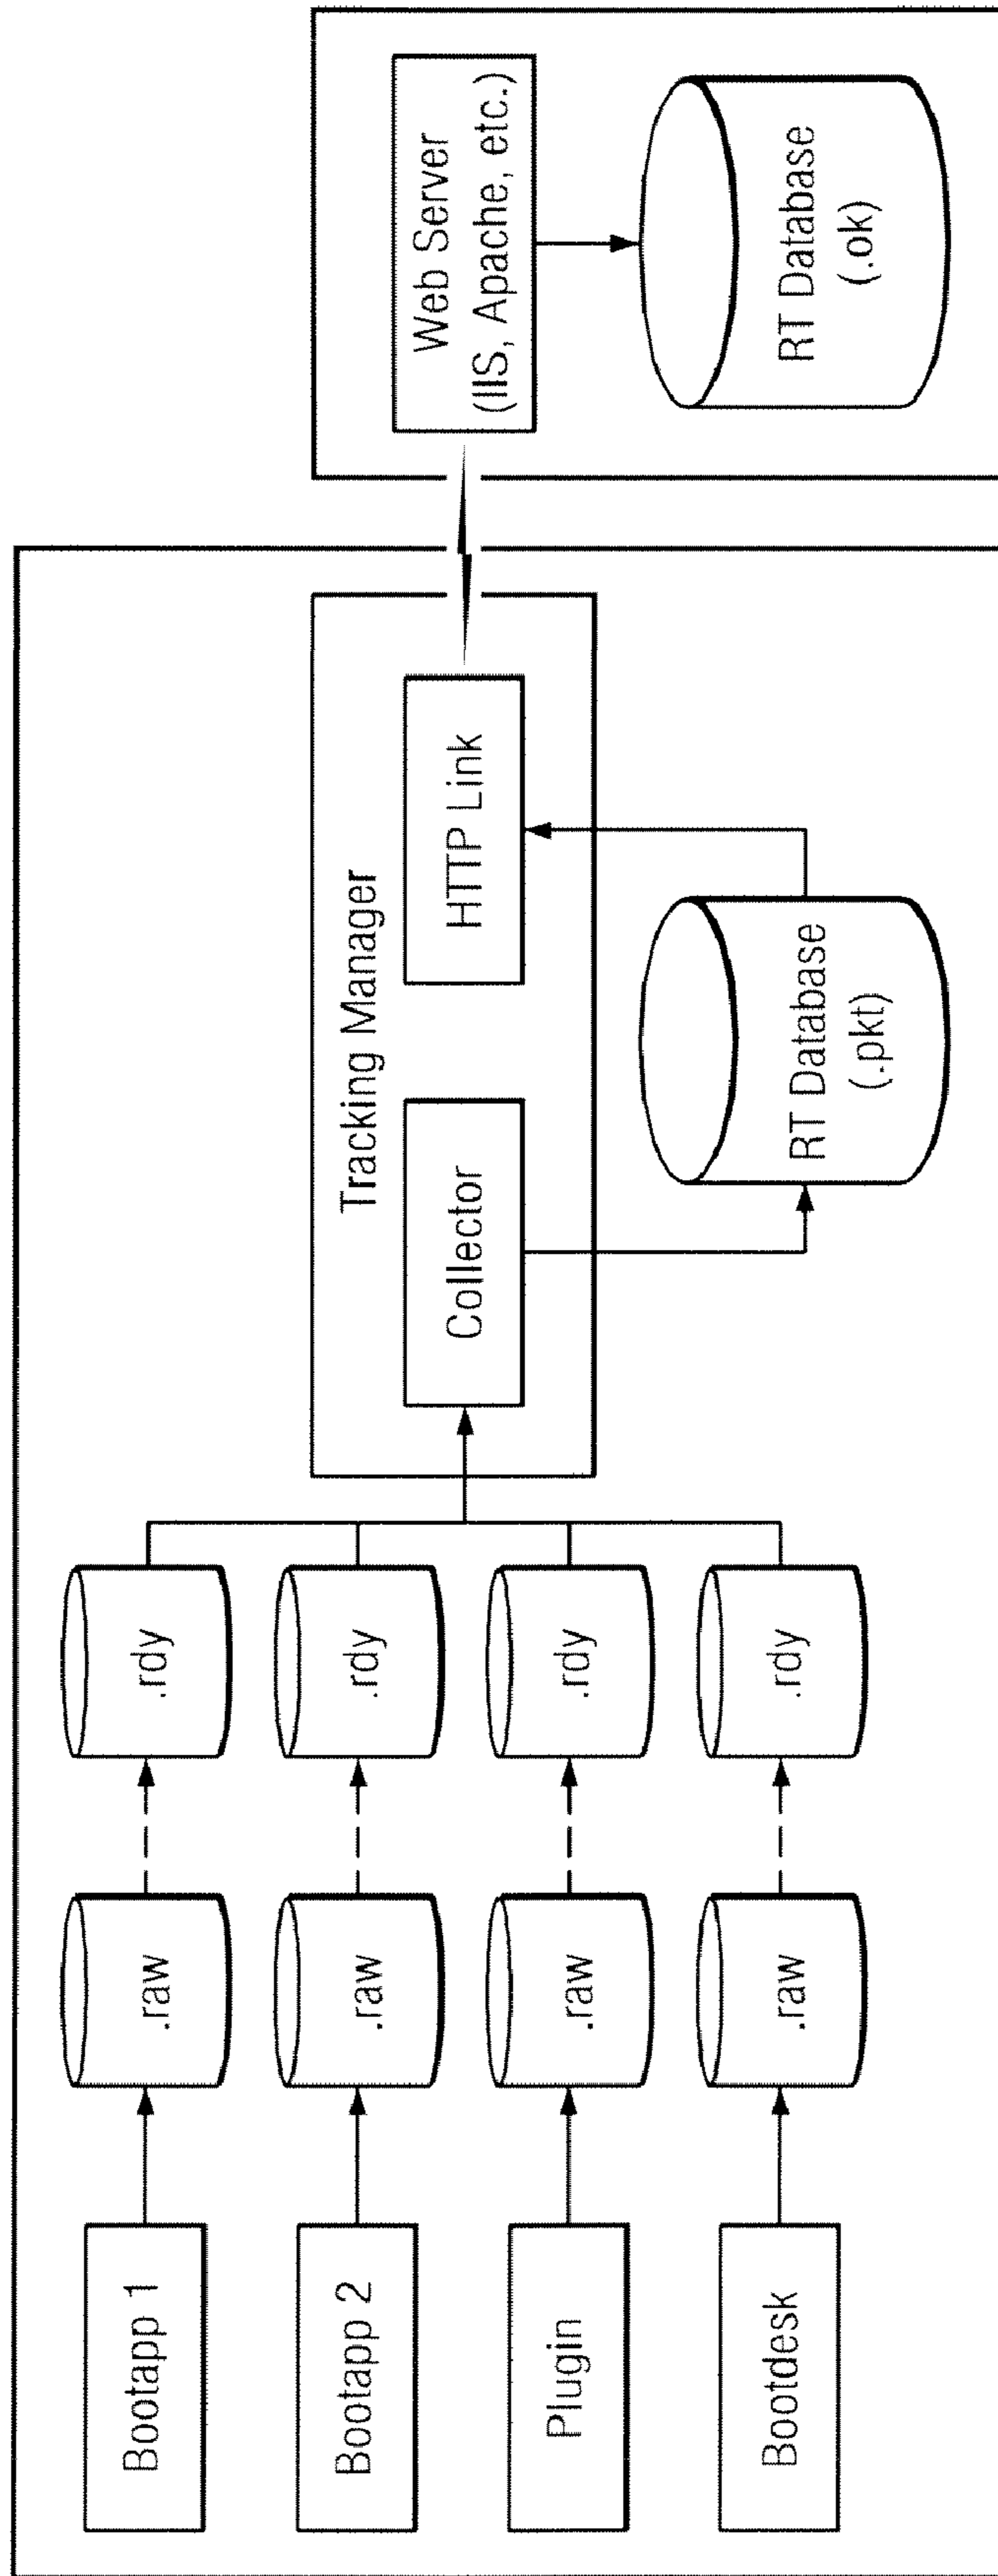 Bootapp 1
.raw
.rdy
Bootapp 2
.raw
.rdy
Plugin
.raw
.rdy
Bootdesk
.raw
.rdy
Tracking Manager
Collector
HTTP Link
RT Database
(.pkt)
Web Server
(IIS, Apache, etc.)
RT Database
(.ok)